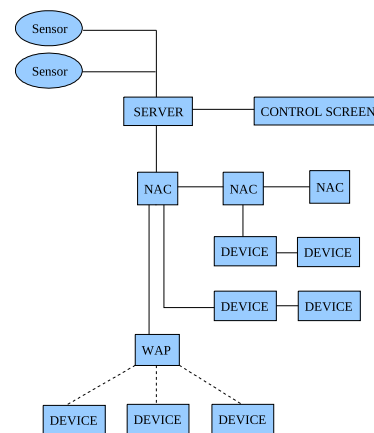 Sensor
Sensor
SERVER
CONTROL SCREEN
NAC
NAC
NAC
DEVICE
DEVICE
DEVICE
DEVICE
WAP
DEVICE
DEVICE
DEVICE